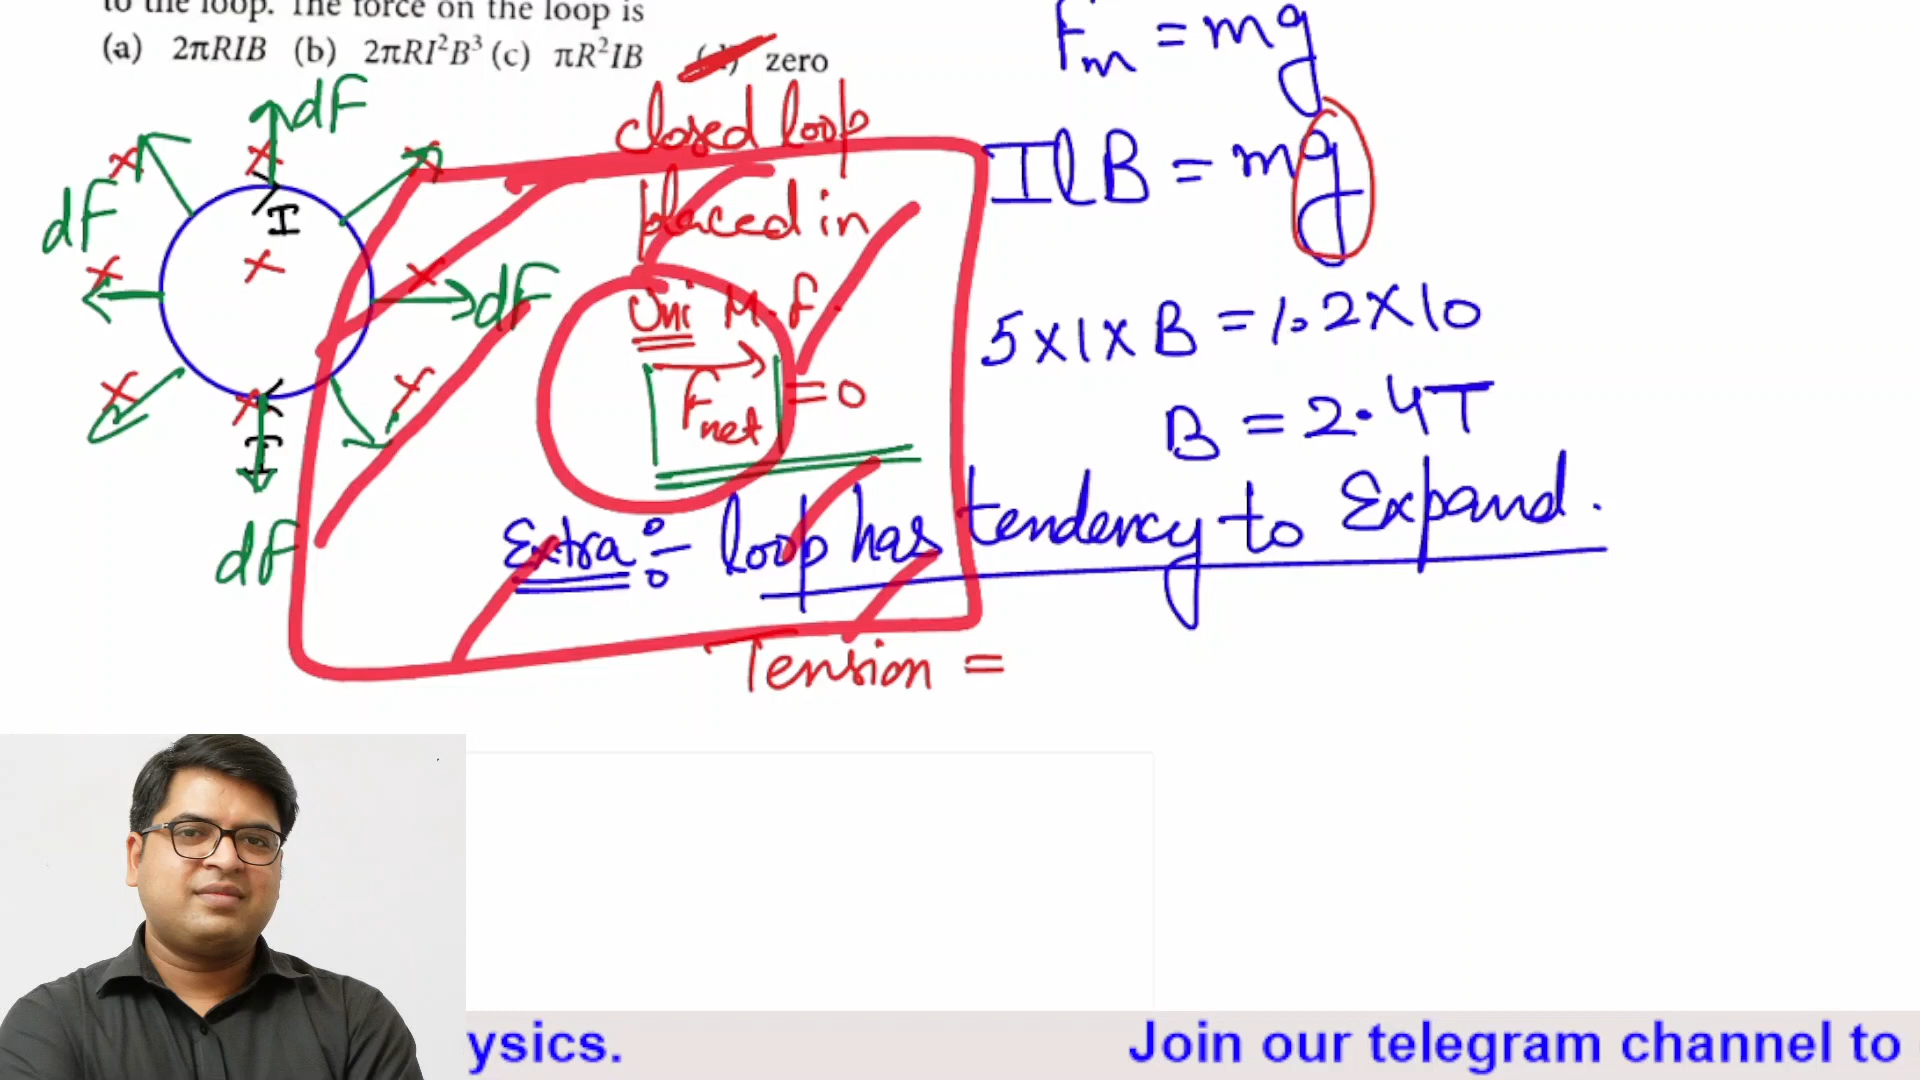 to the loop. The force on the loop is
(a) 2πRIB (b) 2πRI²B³ (c) πR²IB (d) zero
dF
dF
dF
dF
I
I
closed loop
placed in
Uni M.f.
Fnet = 0
Fm = mg
IlB = mg
5×1×B = 1.2×10
B = 2.4T
Extra :- loop has tendency to Expand.
Tension =
ysics.
Join our telegram channel to